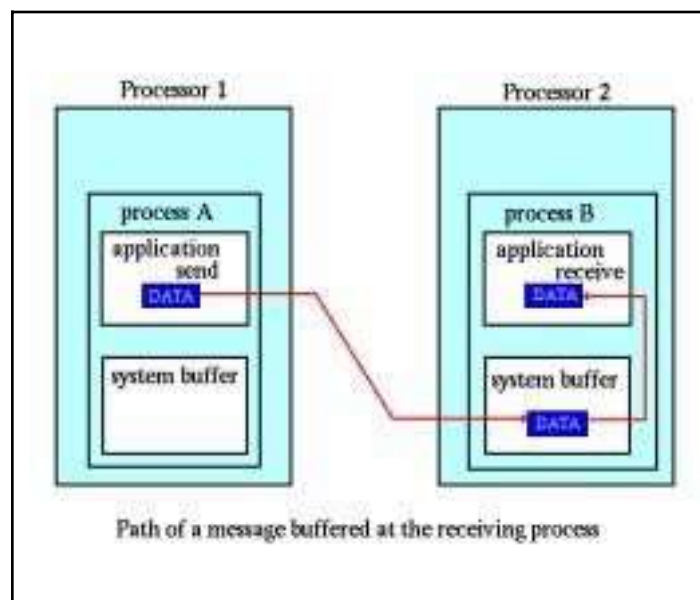 Processor 1
Processor 2
process A
process B
application
send
DATA
application
receive
DATA
system buffer
system buffer
DATA
Path of a message buffered at the receiving process